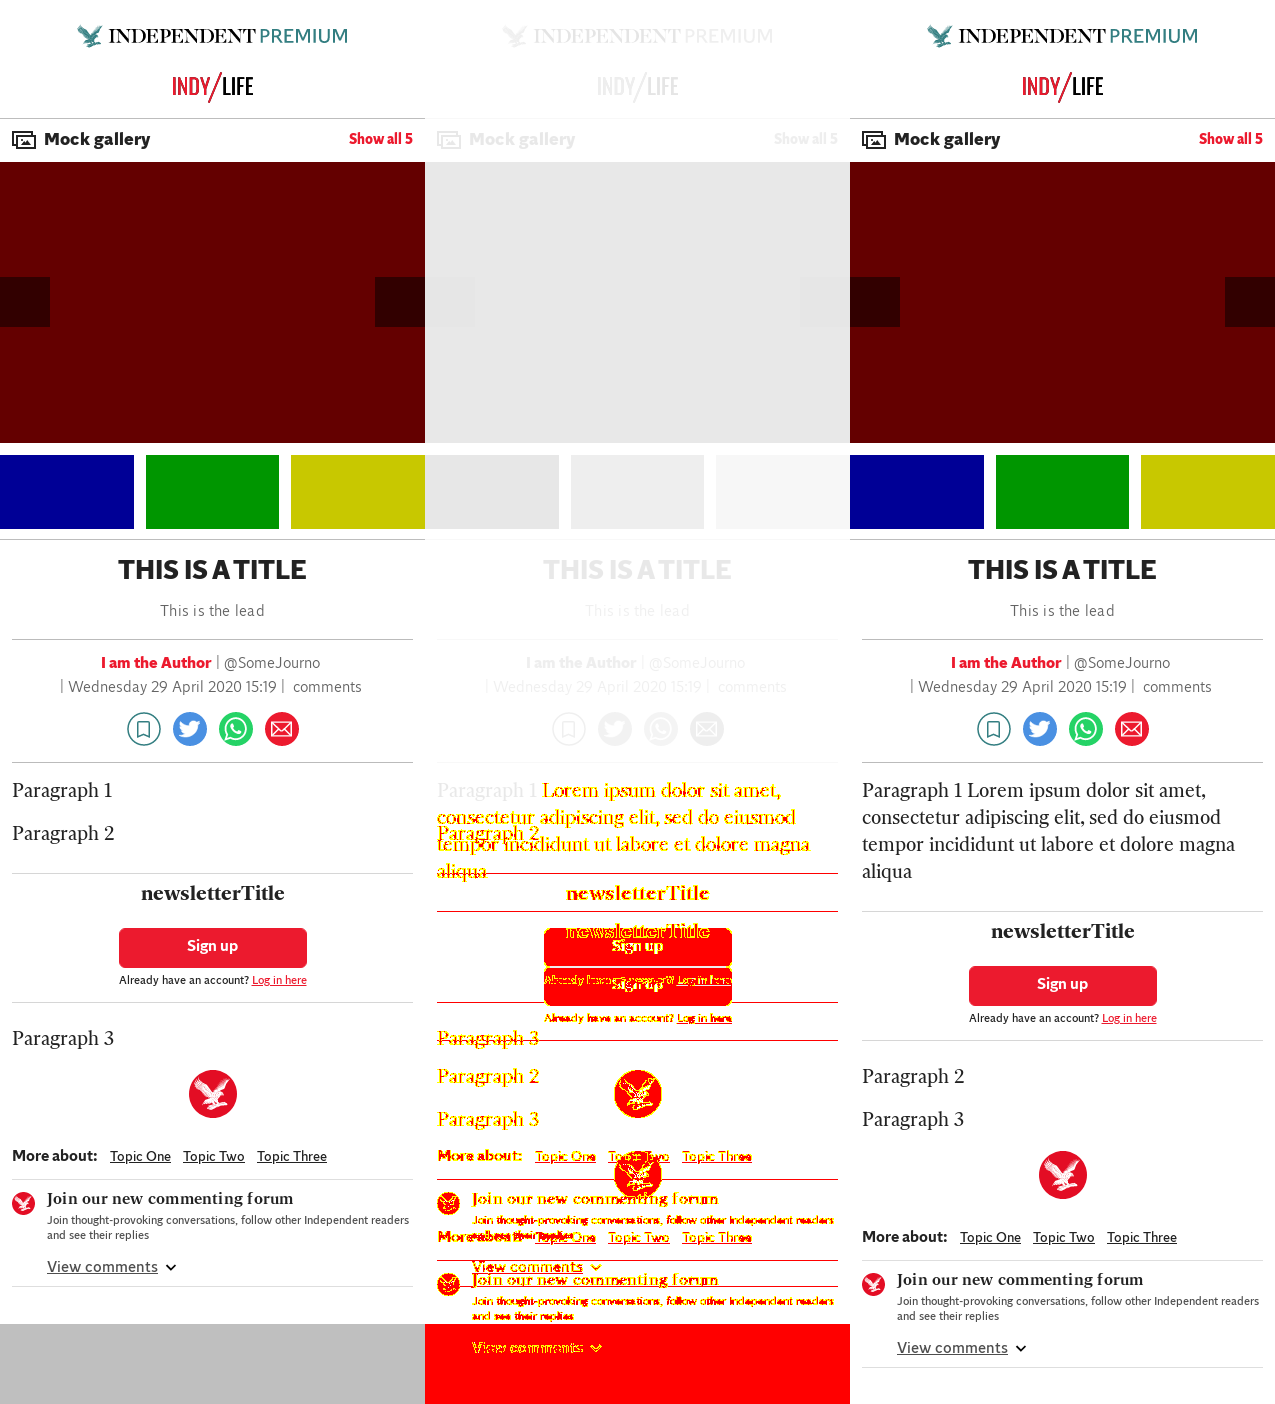 INDEPENDENT PREMIUM
INDY/LIFE
Mock gallery
Show all 5
THIS IS A TITLE
This is the lead
I am the Author | @SomeJourno
| Wednesday 29 April 2020 15:19 | comments
Paragraph 1
Paragraph 2
newsletterTitle
Sign up
Already have an account? Log in here
Paragraph 3
More about: Topic One Topic Two Topic Three
Join our new commenting forum
Join thought-provoking conversations, follow other Independent readers
and see their replies
View comments
INDEPENDENT PREMIUM
INDY/LIFE
Mock gallery
Show all 5
THIS IS A TITLE
This is the lead
I am the Author | @SomeJourno
| Wednesday 29 April 2020 15:19 | comments
Paragraph 1 Lorem ipsum dolor sit amet,
consectetur adipiscing elit, sed do eiusmod
Paragraph 2
tempor incididunt ut labore et dolore magna
aliqua
newsletterTitle
newsletterTitle
Sign up
Already have an account? Log in here
Sign up
Already have an account? Log in here
Paragraph 3
Paragraph 2
Paragraph 3
More about: Topic One Topic Two Topic Three
Join our new commenting forum
Join thought-provoking conversations, follow other Independent readers
and see their replies
More about: Topic One Topic Two Topic Three
View comments
Join our new commenting forum
Join thought-provoking conversations, follow other Independent readers
and see their replies
View comments
INDEPENDENT PREMIUM
INDY/LIFE
Mock gallery
Show all 5
THIS IS A TITLE
This is the lead
I am the Author | @SomeJourno
| Wednesday 29 April 2020 15:19 | comments
Paragraph 1 Lorem ipsum dolor sit amet,
consectetur adipiscing elit, sed do eiusmod
tempor incididunt ut labore et dolore magna
aliqua
newsletterTitle
Sign up
Already have an account? Log in here
Paragraph 2
Paragraph 3
More about: Topic One Topic Two Topic Three
Join our new commenting forum
Join thought-provoking conversations, follow other Independent readers
and see their replies
View comments